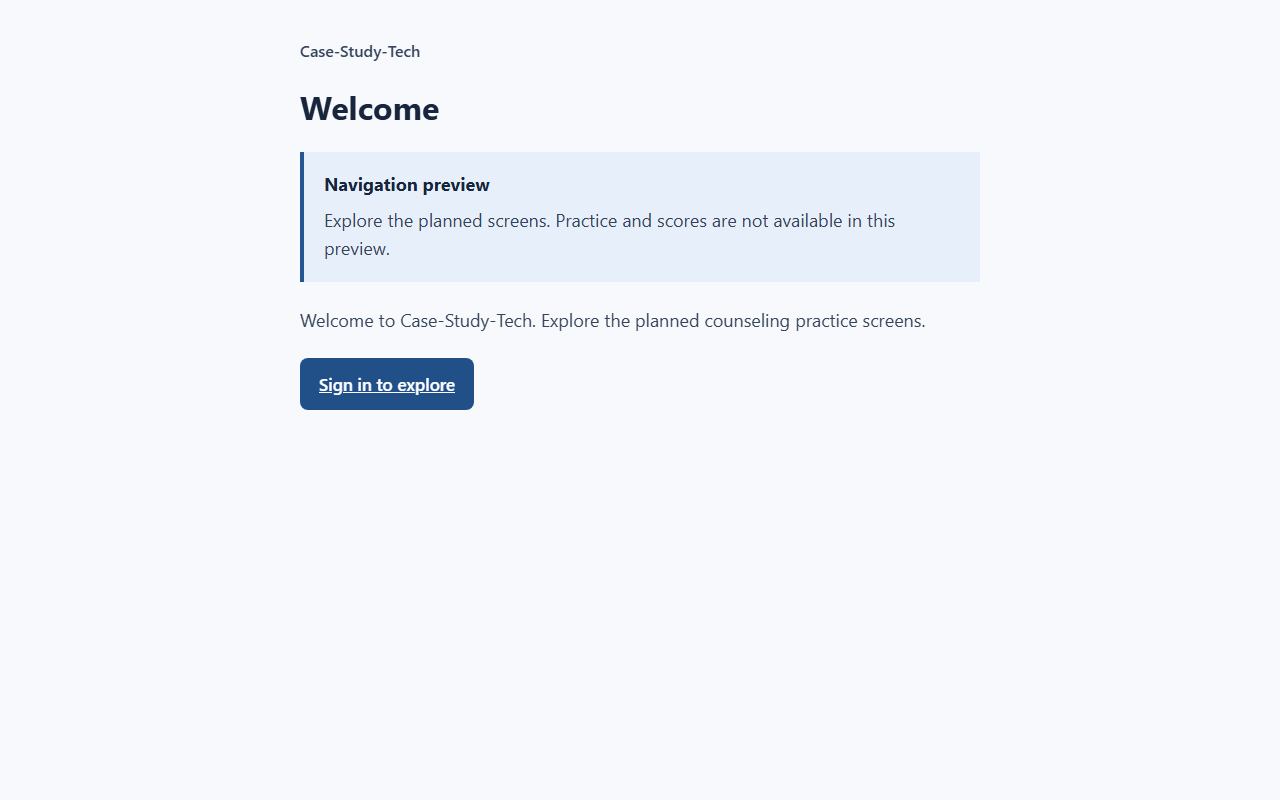 Case-Study-Tech
Welcome
Navigation preview
Explore the planned screens. Practice and scores are not available in this
preview.
Welcome to Case-Study-Tech. Explore the planned counseling practice screens.
Sign in to explore